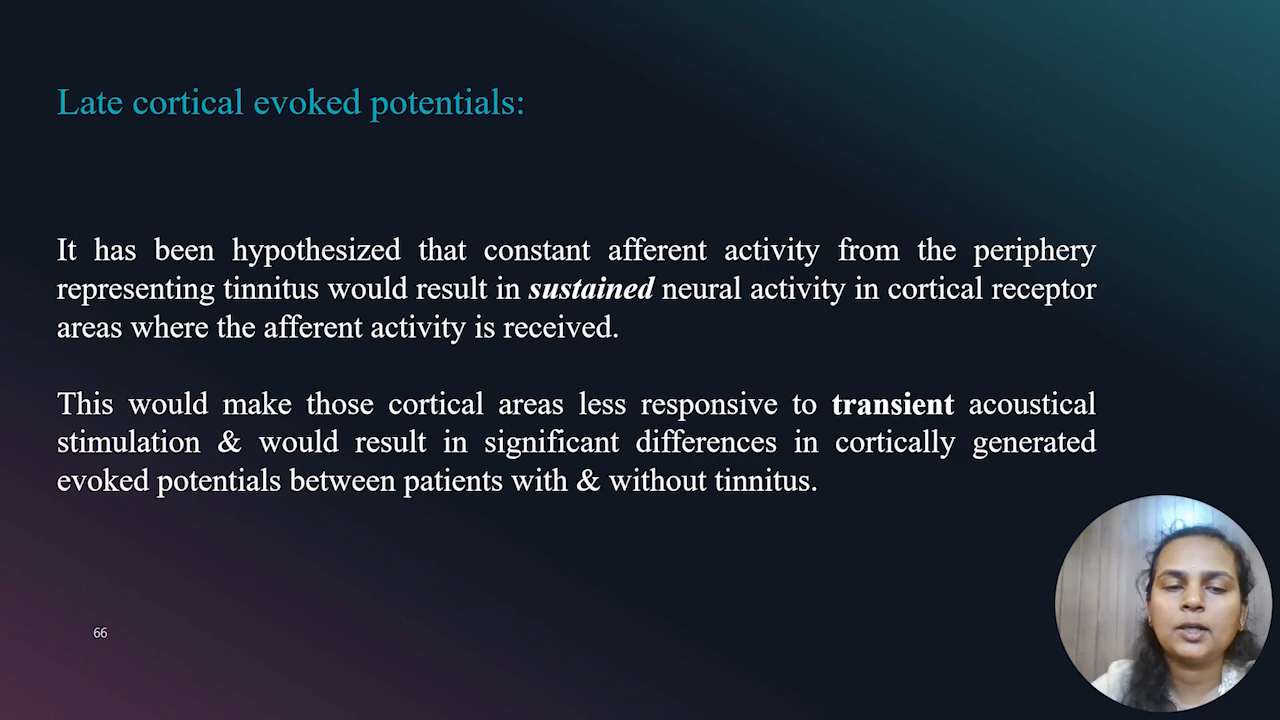 Late cortical evoked potentials:
It has been hypothesized that constant afferent activity from the periphery
representing tinnitus would result in sustained neural activity in cortical receptor
areas where the afferent activity is received.
This would make those cortical areas less responsive to transient acoustical
stimulation & would result in significant differences in cortically generated
evoked potentials between patients with & without tinnitus.
66